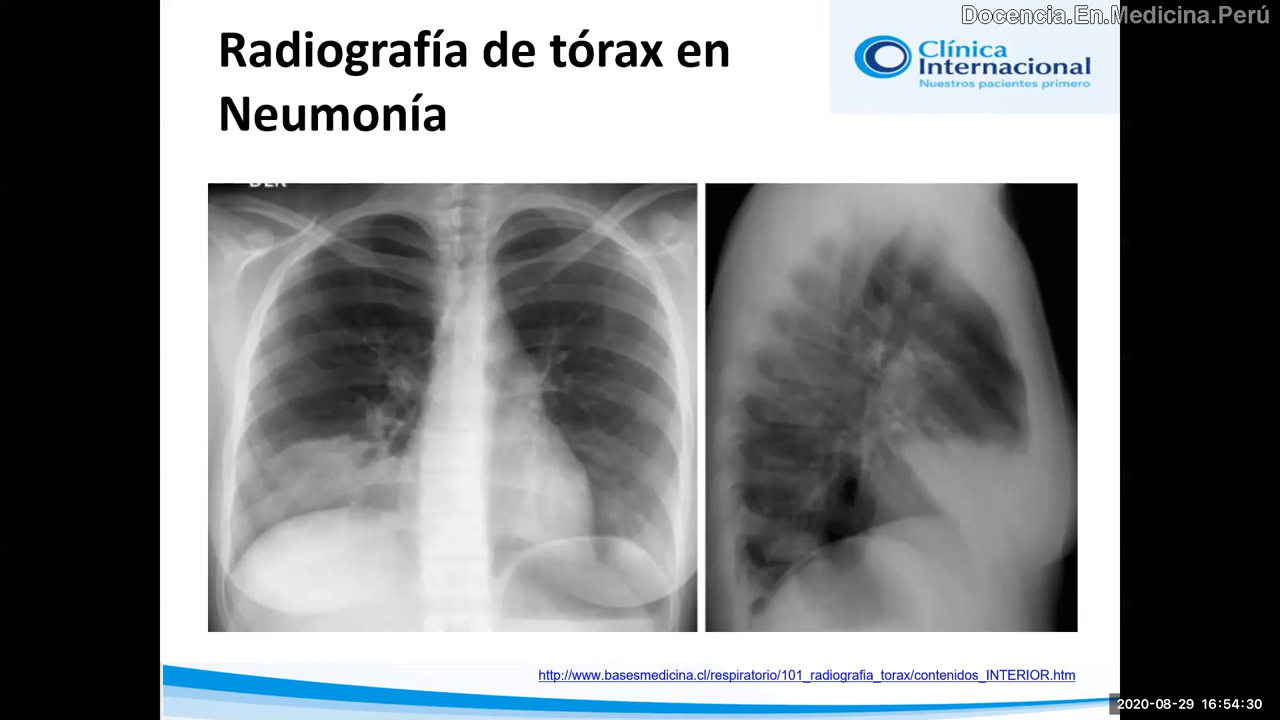 Docencia.En.Medicina.Perú
Radiografía de tórax en
Neumonía
Clínica
Internacional
Nuestros pacientes primero
http://www.basesmedicina.cl/respiratorio/101_radiografia_torax/contenidos_INTERIOR.htm
2020-08-29 16:54:30